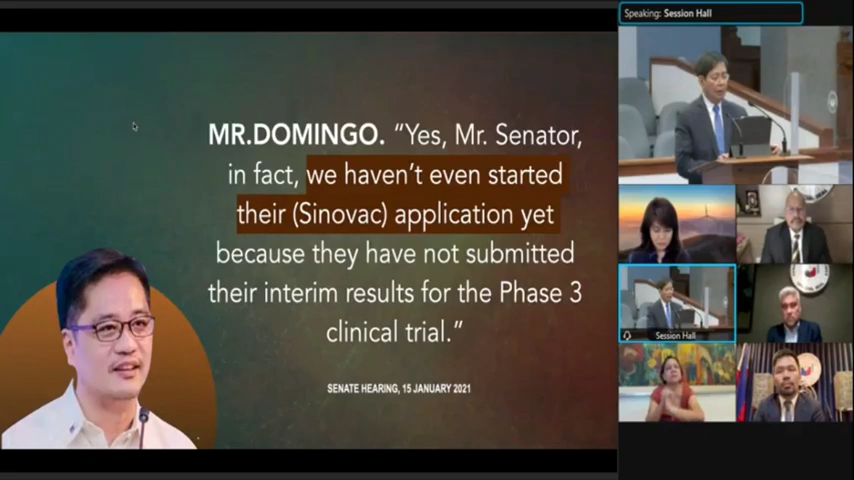 Speaking: Session Hall
MR.DOMINGO. “Yes, Mr. Senator,
in fact, we haven’t even started
their (Sinovac) application yet
because they have not submitted
their interim results for the Phase 3
clinical trial.”
SENATE HEARING, 15 JANUARY 2021
Session Hall